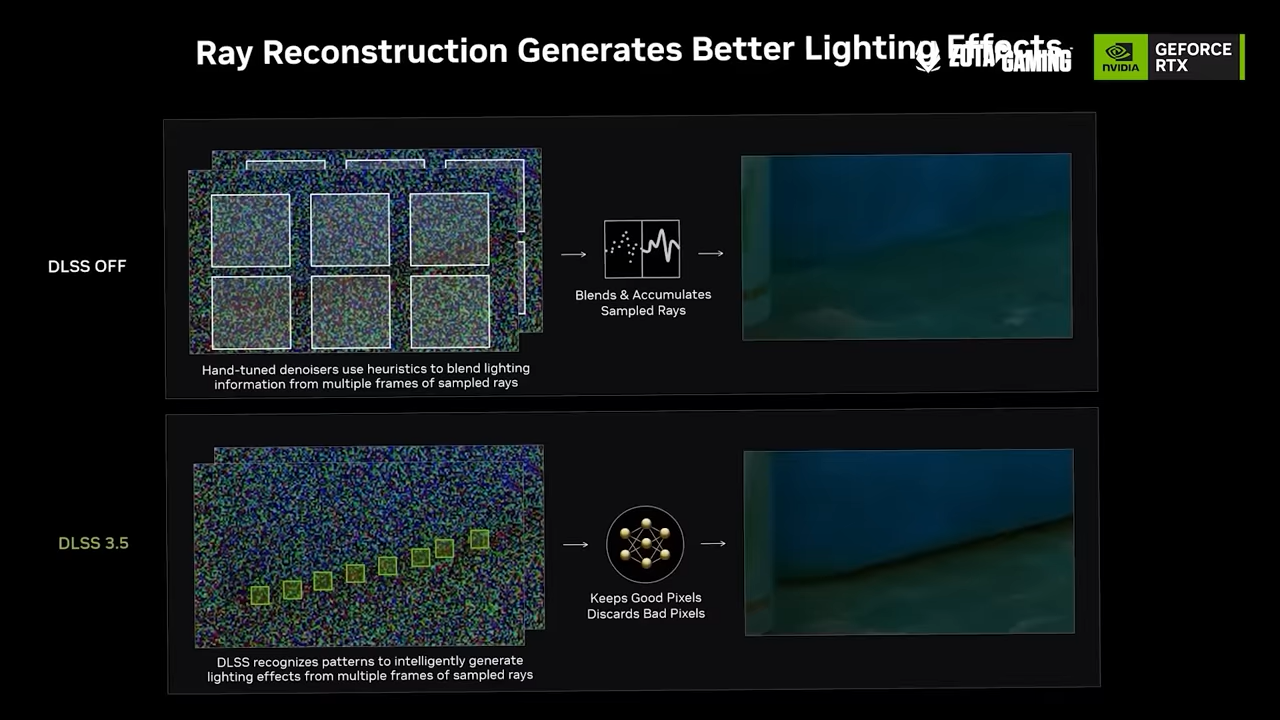 Ray Reconstruction Generates Better Lighting Effects
ZOTAC GAMING
NVIDIA
GEFORCE
RTX
DLSS OFF
Blends & Accumulates
Sampled Rays
Hand-tuned denoisers use heuristics to blend lighting
information from multiple frames of sampled rays
DLSS 3.5
Keeps Good Pixels
Discards Bad Pixels
DLSS recognizes patterns to intelligently generate
lighting effects from multiple frames of sampled rays